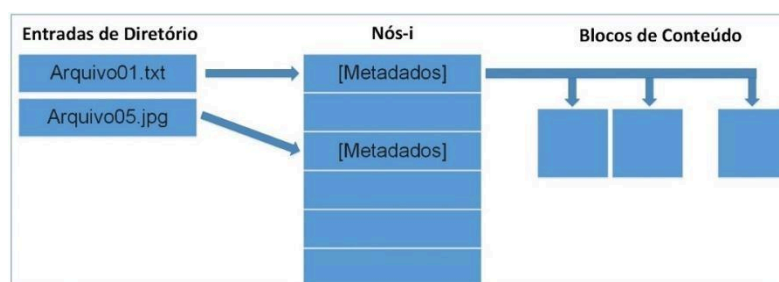 Entradas de Diretório
Nós-i
Blocos de Conteúdo
Arquivo01.txt
[Metadados]
Arquivo05.jpg
[Metadados]